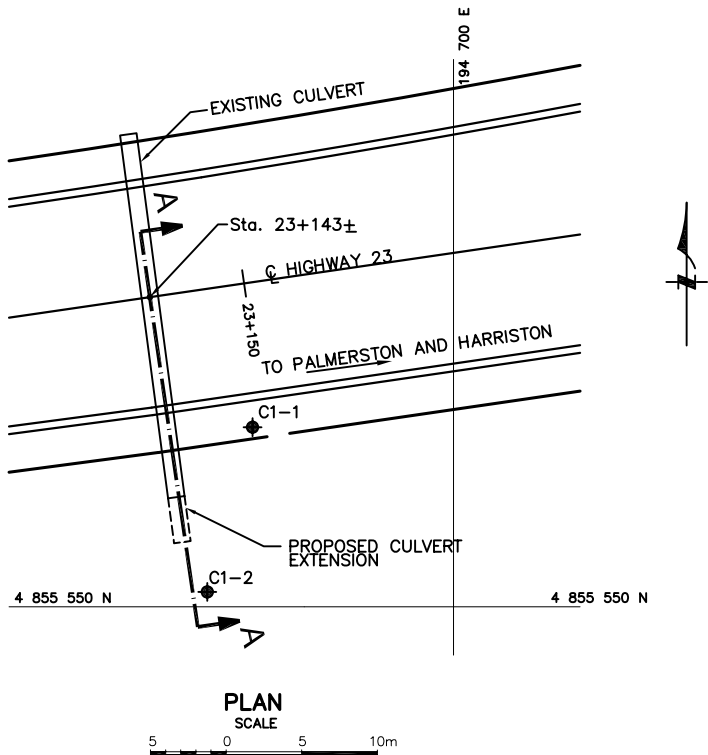 194 700 E
EXISTING CULVERT
A
Sta. 23+143±
℄ HIGHWAY 23
23+150
TO PALMERSTON AND HARRISTON
C1-1
PROPOSED CULVERT
EXTENSION
C1-2
4 855 550 N
4 855 550 N
A
PLAN
SCALE
5 0 5 10m